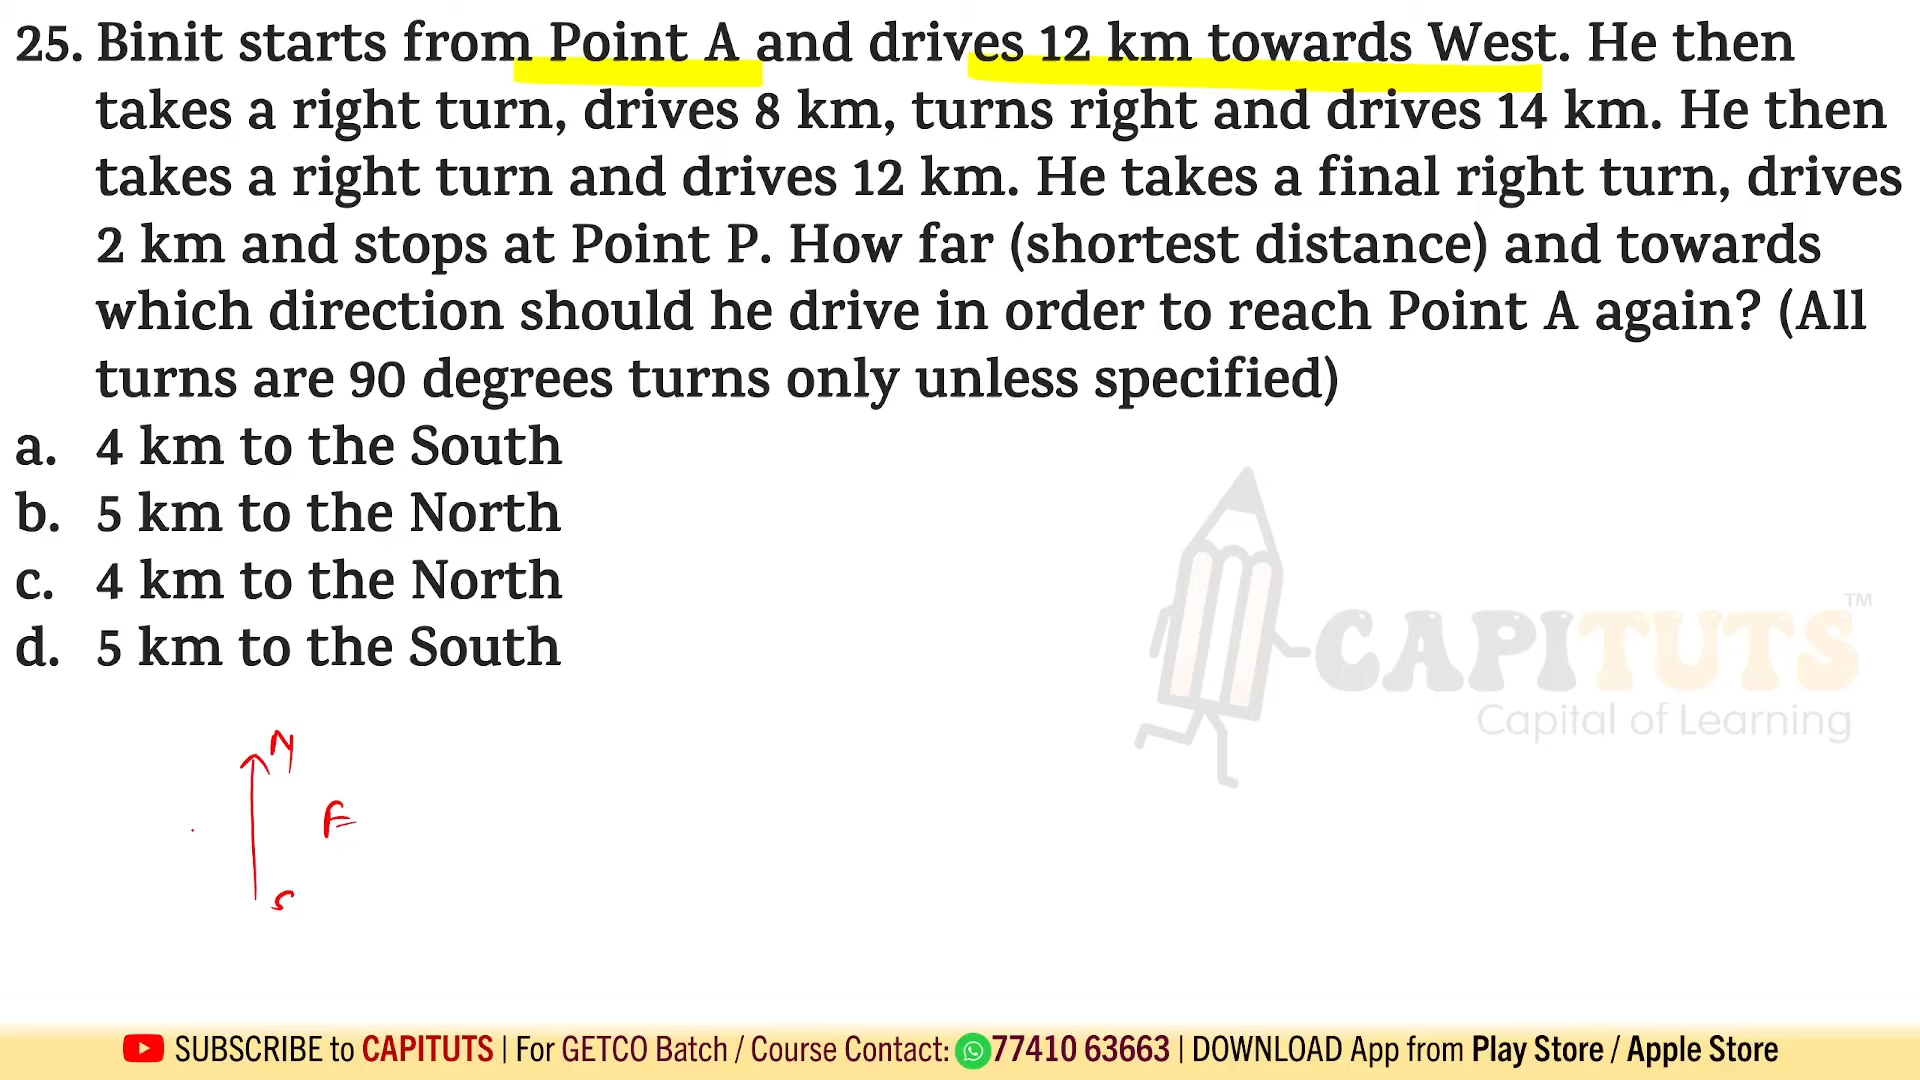 25. Binit starts from Point A and drives 12 km towards West. He then
takes a right turn, drives 8 km, turns right and drives 14 km. He then
takes a right turn and drives 12 km. He takes a final right turn, drives
2 km and stops at Point P. How far (shortest distance) and towards
which direction should he drive in order to reach Point A again? (All
turns are 90 degrees turns only unless specified)
a. 4 km to the South
b. 5 km to the North
c. 4 km to the North
d. 5 km to the South
CAPITUTS™
Capital of Learning
N
E
S
SUBSCRIBE to CAPITUTS | For GETCO Batch / Course Contact: 77410 63663 | DOWNLOAD App from Play Store / Apple Store